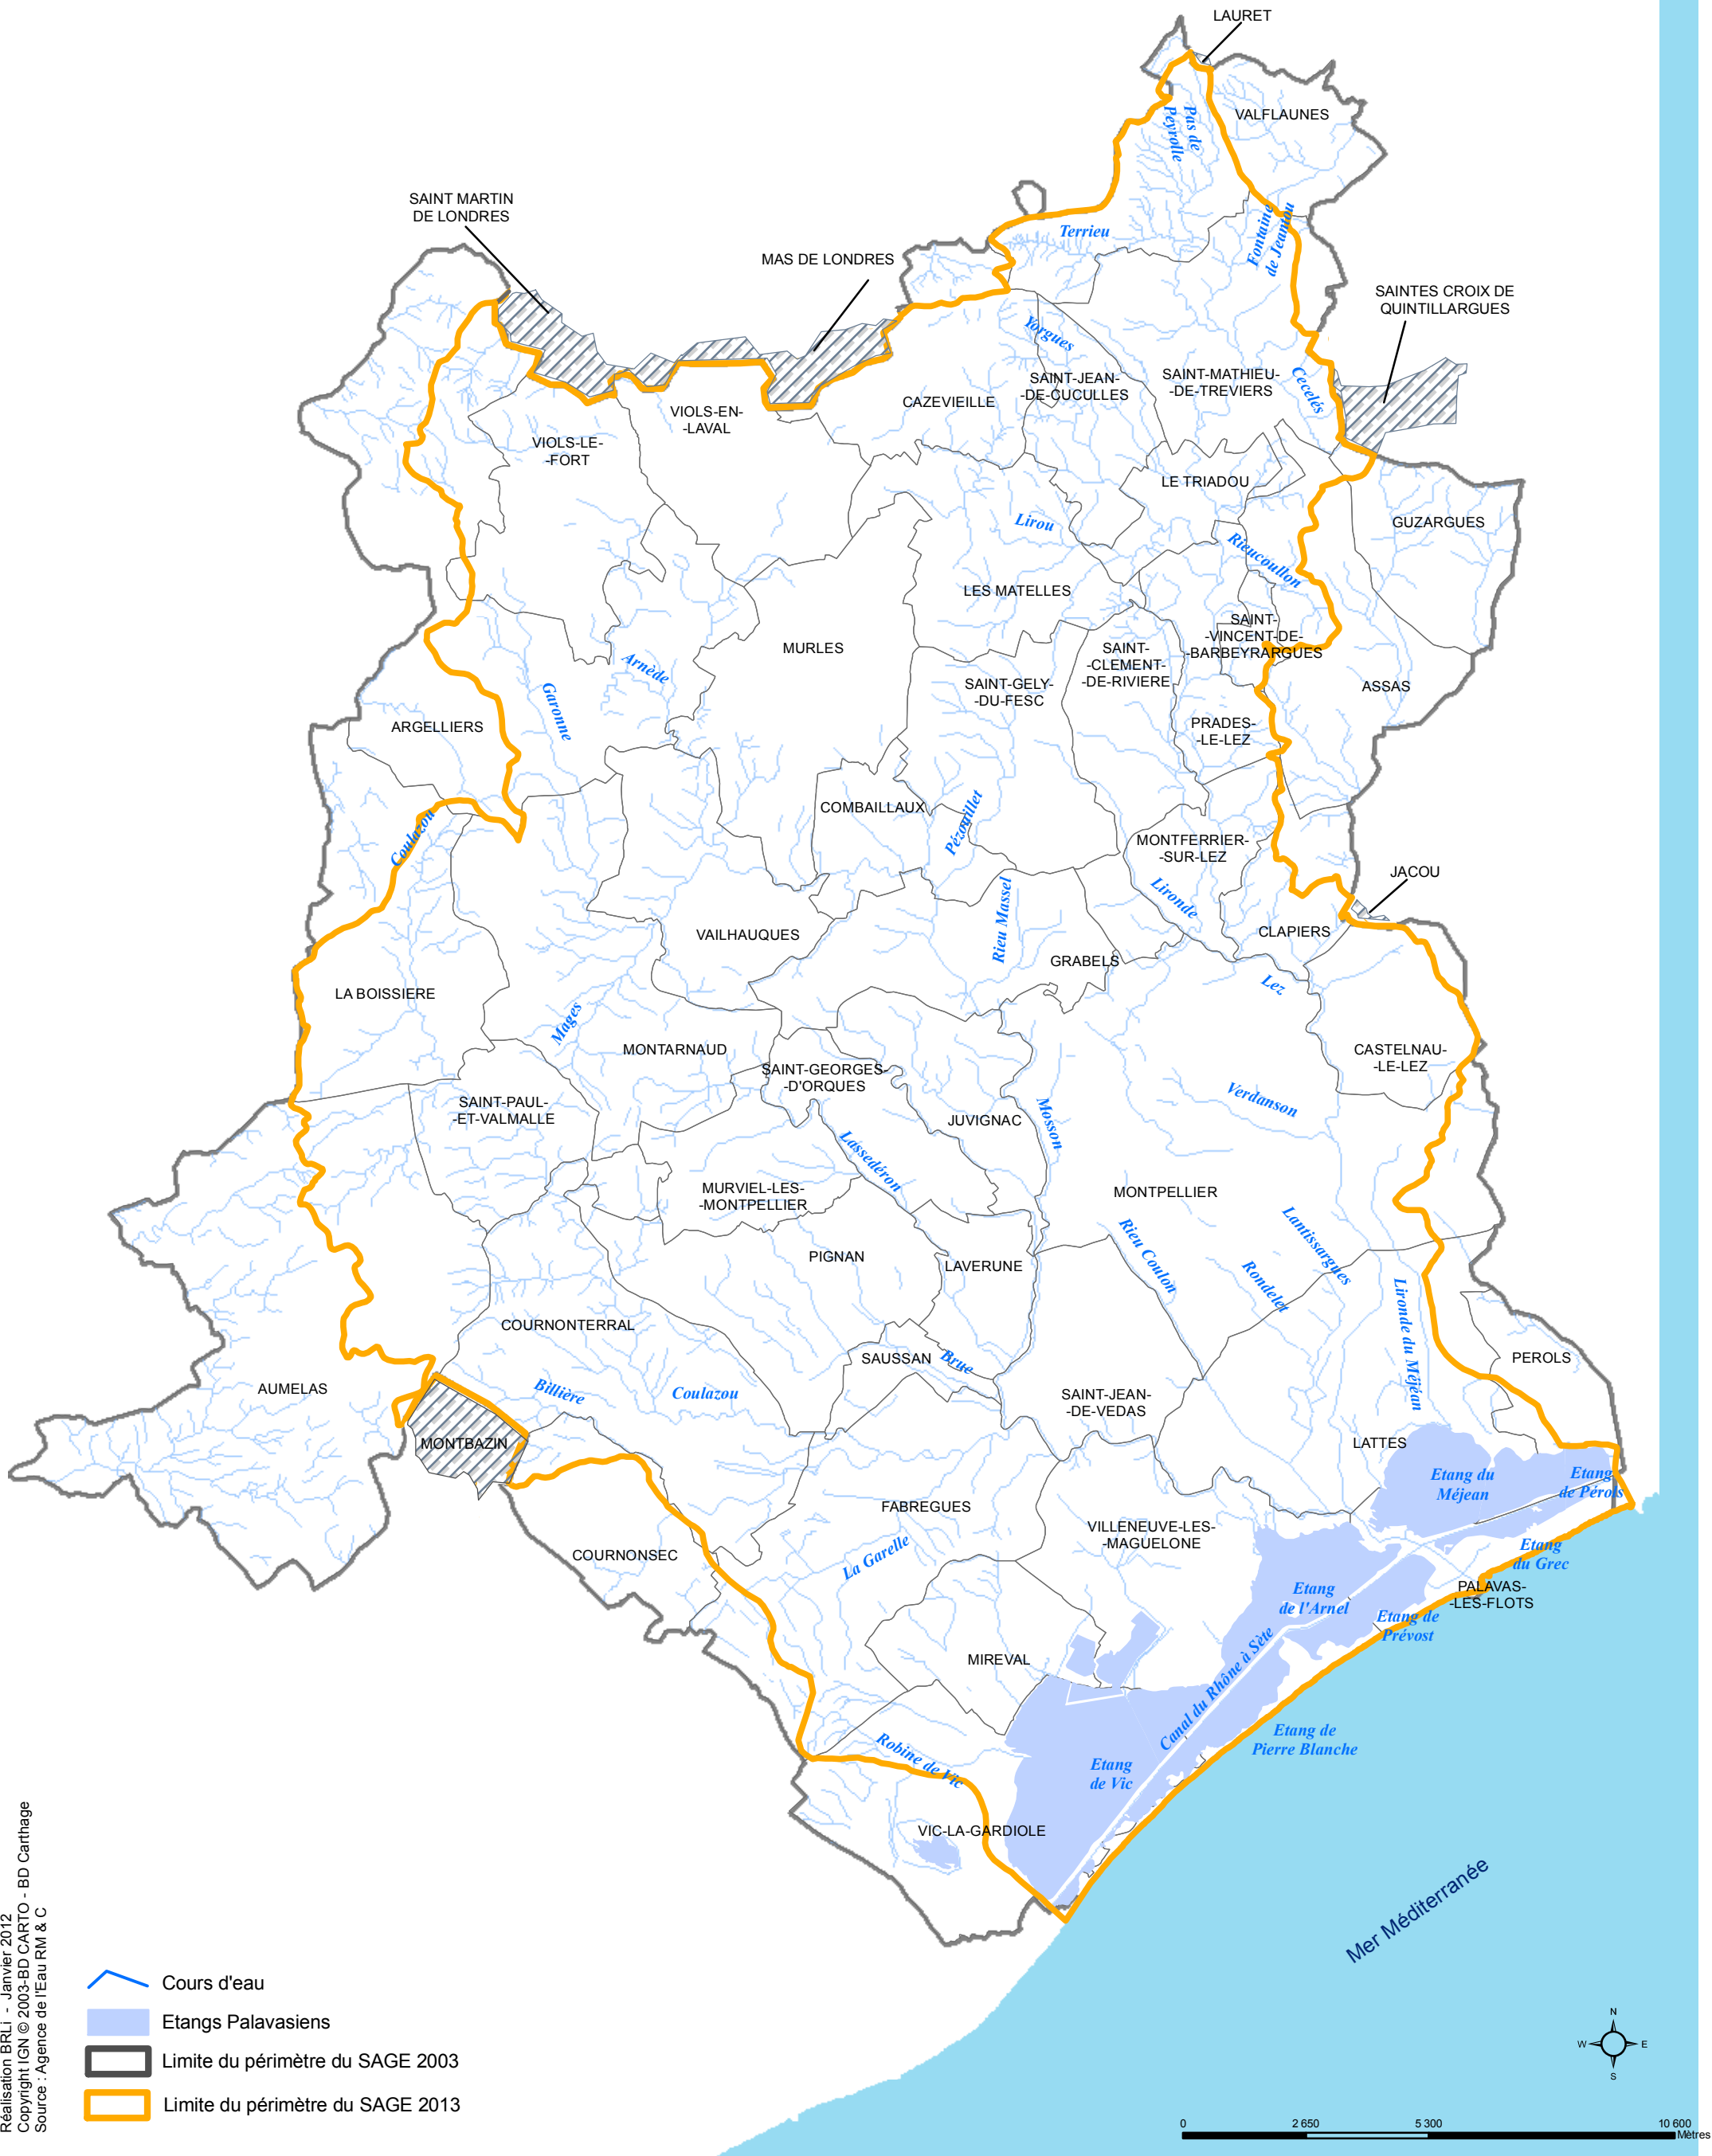 LAURET
VALFLAUNES
Pas de
Peyrolle
SAINT MARTIN
DE LONDRES
MAS DE LONDRES
Terrieu
Fontaine
de Jeantou
SAINTES CROIX DE
QUINTILLARGUES
Yorgues
SAINT-JEAN-
-DE-CUCULLES
SAINT-MATHIEU-
-DE-TREVIERS
Cecelés
CAZEVIEILLE
VIOLS-EN-
-LAVAL
VIOLS-LE-
-FORT
LE TRIADOU
GUZARGUES
Lirou
Rieucoullon
LES MATELLES
MURLES
SAINT-
-VINCENT-DE-
-BARBEYRARGUES
SAINT-
-CLEMENT-
-DE-RIVIERE
SAINT-GELY-
-DU-FESC
ASSAS
Arnède
Garonne
ARGELLIERS
PRADES-
-LE-LEZ
COMBAILLAUX
Pézouillet
Coulazou
MONTFERRIER-
-SUR-LEZ
JACOU
Lironde
Rieu Massel
VAILHAUQUES
CLAPIERS
GRABELS
Lez
LA BOISSIERE
Mages
MONTARNAUD
CASTELNAU-
-LE-LEZ
SAINT-GEORGES-
-D'ORQUES
SAINT-PAUL-
-ET-VALMALLE
JUVIGNAC
Mosson
Verdanson
Lassedéron
MURVIEL-LES-
-MONTPELLIER
MONTPELLIER
PIGNAN
LAVERUNE
Rieu Coulon
Rondelet
Lantissargues
Lironde du Méjéan
COURNONTERRAL
SAUSSAN
Brue
PEROLS
AUMELAS
Billière
Coulazou
SAINT-JEAN-
-DE-VEDAS
MONTBAZIN
LATTES
Etang du
Méjean
Etang
de Pérols
FABREGUES
VILLENEUVE-LES-
-MAGUELONE
COURNONSEC
La Garelle
Etang
du Grec
Etang
de l'Arnel
PALAVAS-
-LES-FLOTS
Etang de
Prévost
MIREVAL
Canal du Rhône à Sète
Etang de
Pierre Blanche
Robine de Vic
Etang
de Vic
VIC-LA-GARDIOLE
Mer Méditerranée
Réalisation BRLi - Janvier 2012
Copyright IGN © 2003-BD CARTO - BD Carthage
Source : Agence de l'Eau RM & C
Cours d'eau
Etangs Palavasiens
Limite du périmètre du SAGE 2003
Limite du périmètre du SAGE 2013
N
W E
S
0 2 650 5 300 10 600
Mètres